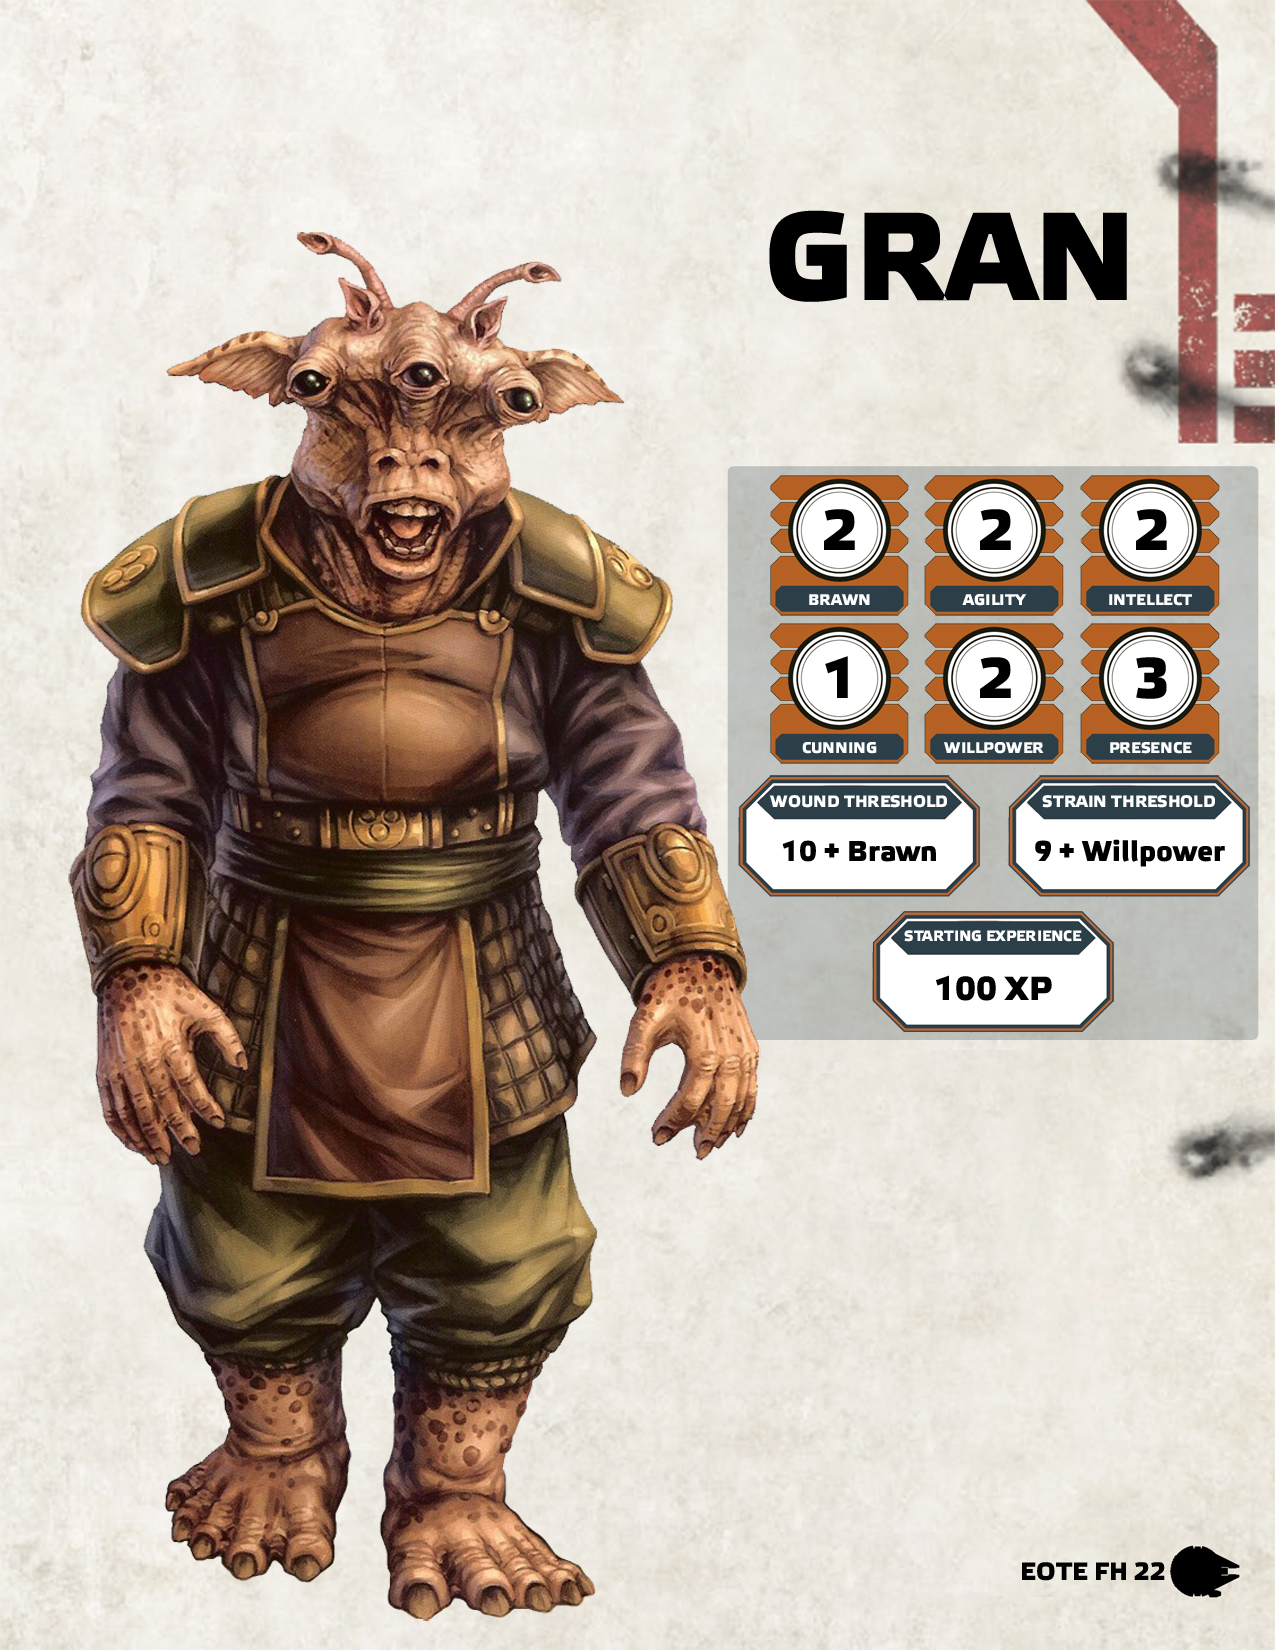 GRAN
2 2 2
BRAWN AGILITY INTELLECT
1 2 3
CUNNING WILLPOWER PRESENCE
WOUND THRESHOLD
10 + Brawn
STRAIN THRESHOLD
9 + Willpower
STARTING EXPERIENCE
100 XP
EOTE FH 22